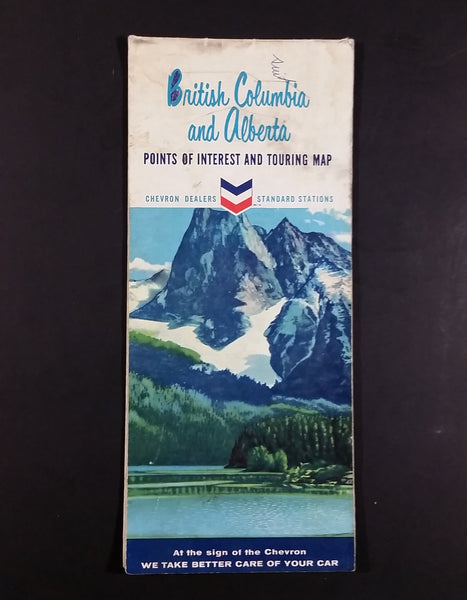 British Columbia
and Alberta
POINTS OF INTEREST AND TOURING MAP
CHEVRON DEALERS STANDARD STATIONS
At the sign of the Chevron
WE TAKE BETTER CARE OF YOUR CAR